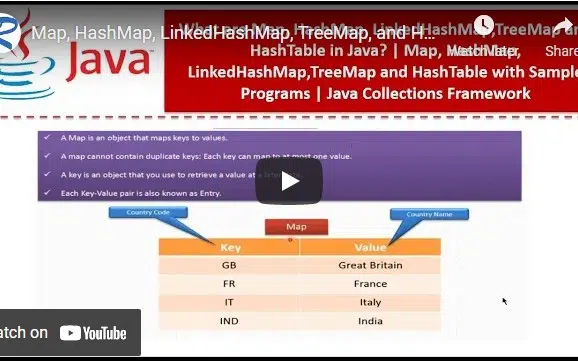 Map, HashMap, LinkedHashMap, TreeMap, and H...
What are Map, HashMap, LinkedHashMap,TreeMap an
HashTable in Java? | Map, HashMap,
Watch later
Share
LinkedHashMap,TreeMap and HashTable with Sample
Programs | Java Collections Framework
Java
A Map is an object that maps keys to values.
A map cannot contain duplicate keys: Each key can map to at most one value.
A key is an object that you use to retrieve a value at a
Each Key-Value pair is also known as Entry.
Country Code
Country Name
Map
Key Value
GB Great Britain
FR France
IT Italy
IND India
atch on YouTube